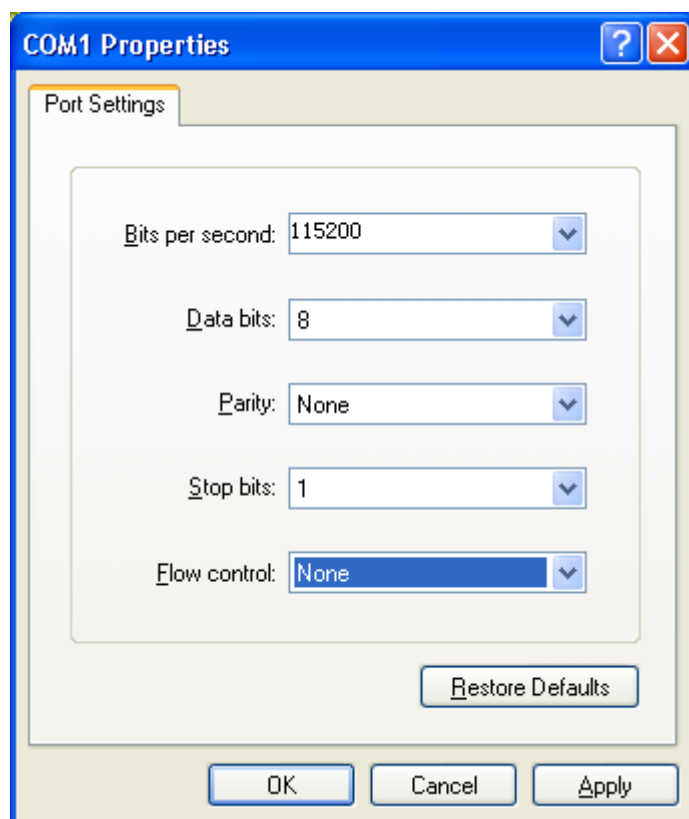 COM1 Properties
?
Port Settings
Bits per second: 115200
Data bits: 8
Parity: None
Stop bits: 1
Flow control: None
Restore Defaults
OK Cancel Apply